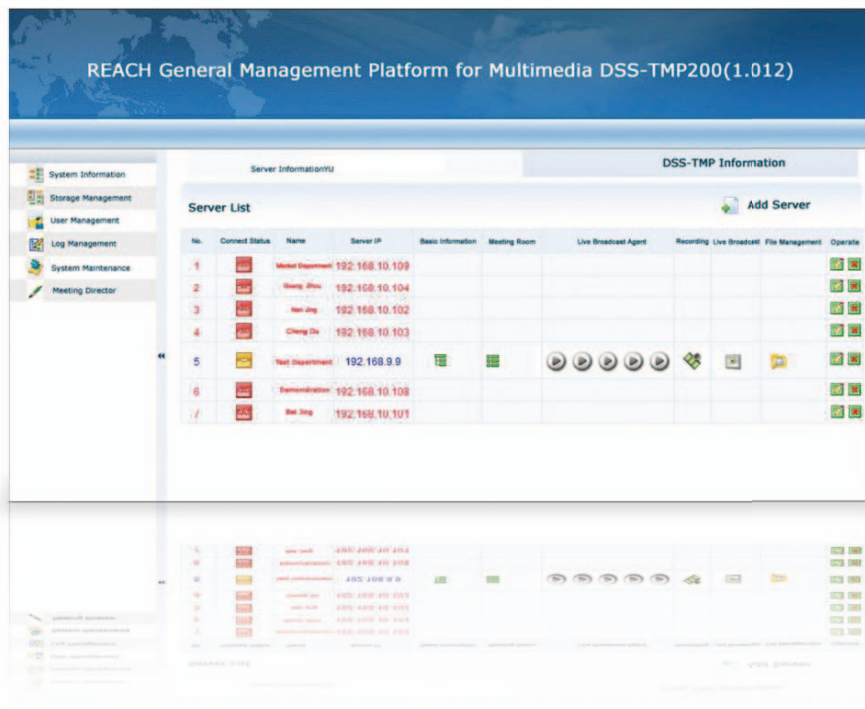 REACH General Management Platform for Multimedia DSS-TMP200(1.012)
Server InformationYU
DSS-TMP Information
System Information
Storage Management
User Management
Log Management
System Maintenance
Meeting Director
Server List
Add Server
No. Connect Status Name Server IP Basic Information Meeting Room Live Broadcast Agent Recording Live Broadcast File Management Operate
1 Market Department 192.168.10.109
2 Guang Zhou 192.168.10.104
3 Nan Jing 192.168.10.102
4 Cheng Du 192.168.10.103
5 Test Department 192.168.9.9
6 Demonstration 192.168.10.108
7 Bei Jing 192.168.10.101